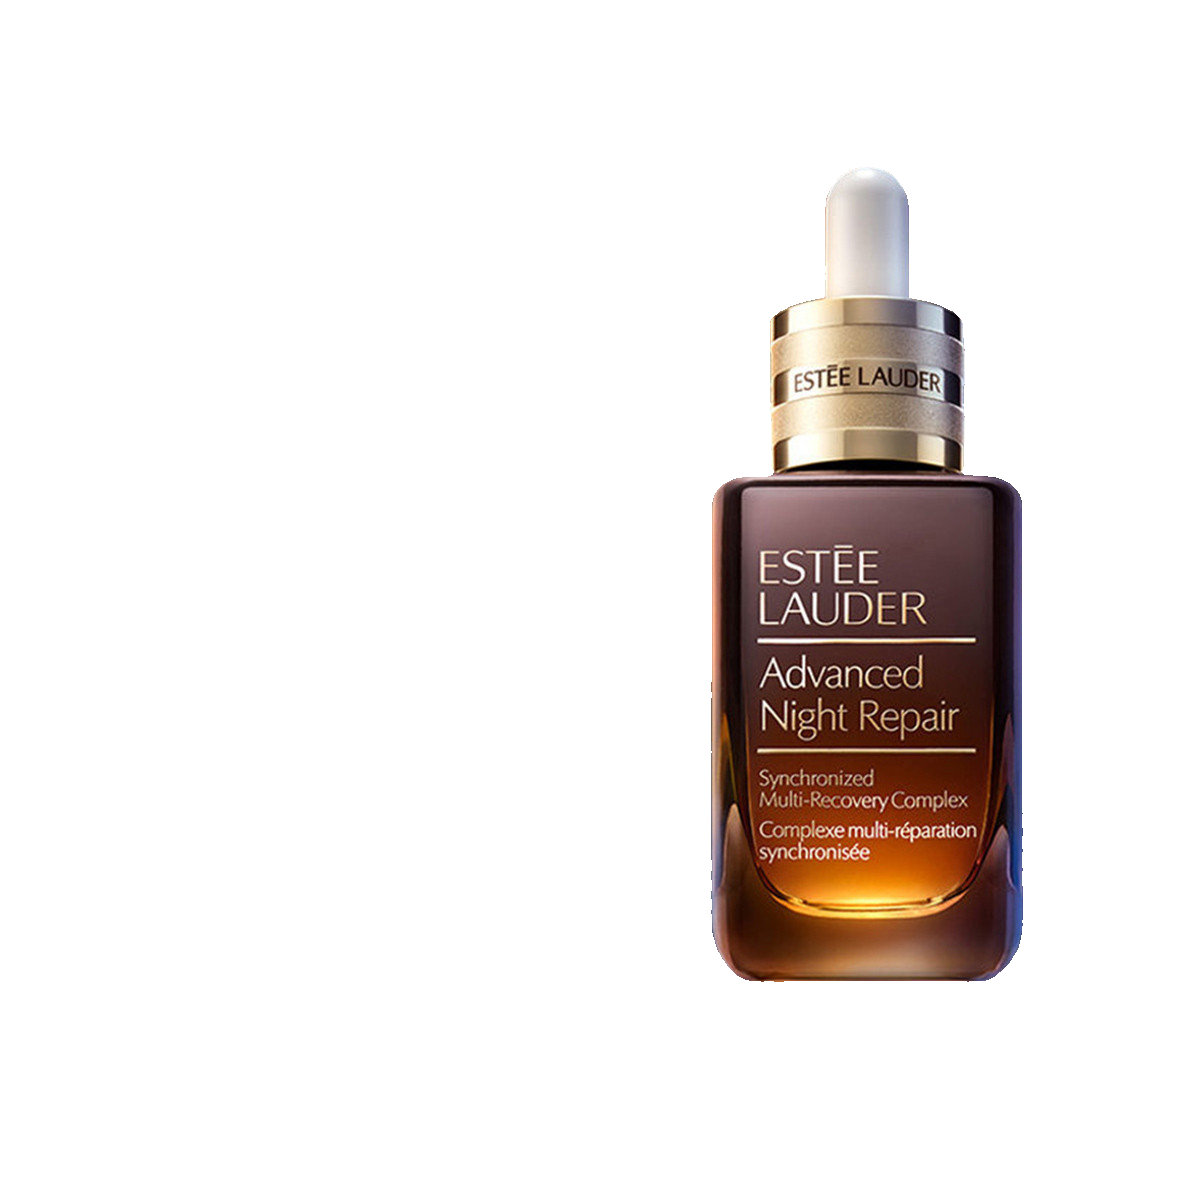 ESTĒE LAUDER
ESTĒE
LAUDER
Advanced
Night Repair
Synchronized
Multi-Recovery Complex
Complexe multi-réparation
synchronisée